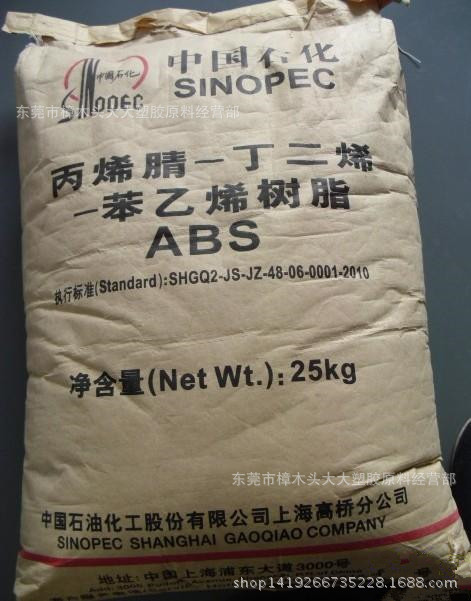 中国石化
SINOPEC
中国石化
SINOPEC
东莞市樟木头大大塑胶原料经营部
丙烯腈-丁二烯
-苯乙烯树脂
ABS
执行标准(Standard):SHGQ2-JS-JZ-48-06-0001-2010
净含量(Net Wt.): 25kg
东莞市樟木头大大塑胶原料经营部
中国石油化工股份有限公司上海高桥分公司
SINOPEC SHANGHAI GAOQIAO COMPANY
地址: 中国上海浦东大道3000号
shop1419266735228.1688.com